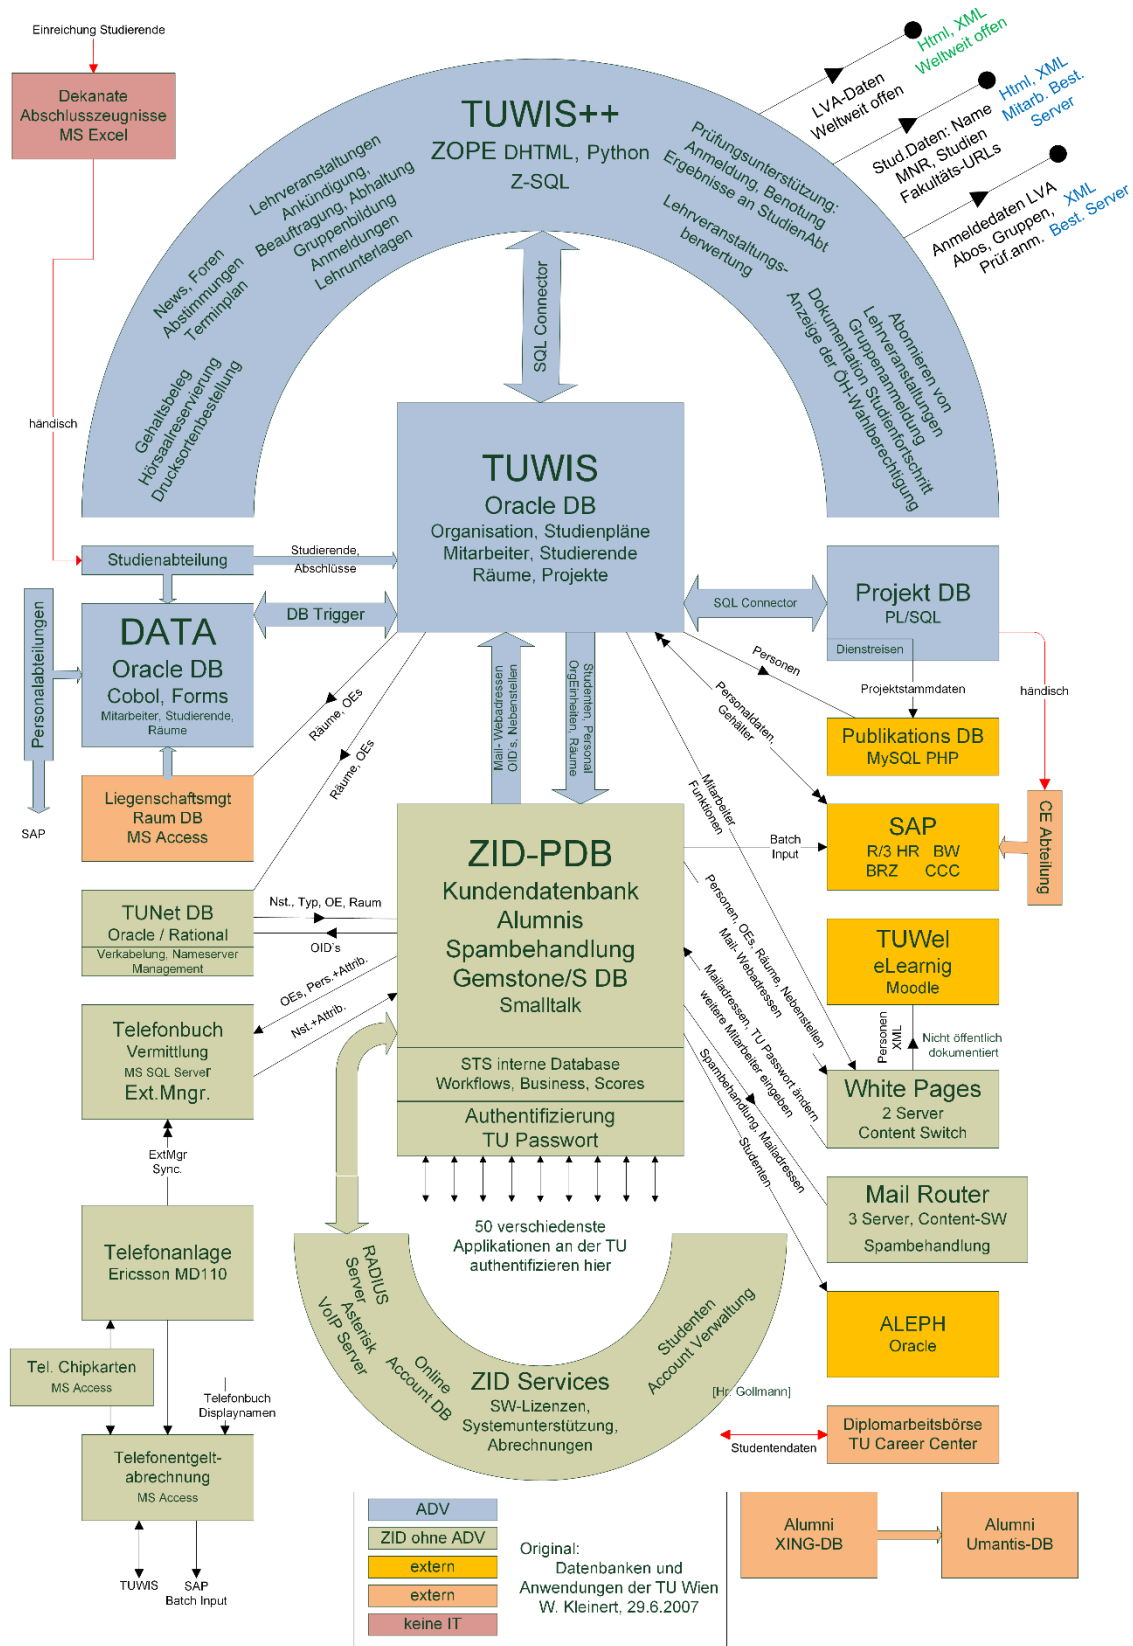 Einreichung Studierende
Dekanate
Abschlusszeugnisse
MS Excel
händisch
TUWIS++
ZOPE DHTML, Python
Z-SQL
Lehrveranstaltungen
Ankündigung,
Beauftragung, Abhaltung
Gruppenbildung
Anmeldungen
Lehrunterlagen
News, Foren
Abstimmungen
Terminplan
Gehaltsbeleg
Hörsaalreservierung
Drucksortenbestellung
Prüfungsunterstützung:
Anmeldung, Benotung
Ergebnisse an StudienAbt
Lehrveranstaltungs-
berwertung
Abonnieren von
Lehrveranstaltungen
Gruppenanmeldung
Dokumentation Studienfortschritt
Anzeige der ÖH-Wahlberechtigung
LVA-Daten
Weltweit offen
Html, XML
Weltweit offen
Stud.Daten: Name
MNR, Studien
Fakultäts-URLs
Html, XML
Mitarb. Best.
Server
Anmeldedaten LVA
Abos, Gruppen,
Prüf.anm.
XML
Best. Server
SQL Connector
TUWIS
Oracle DB
Organisation, Studienpläne
Mitarbeiter, Studierende
Räume, Projekte
Studienabteilung
Studierende,
Abschlüsse
Personalabteilungen
SAP
DATA
Oracle DB
Cobol, Forms
Mitarbeiter, Studierende,
Räume
DB Trigger
SQL Connector
Projekt DB
PL/SQL
Dienstreisen
Projektstammdaten
händisch
Personen
Publikations DB
MySQL PHP
Personaldaten,
Gehälter
Räume, OEs
Räume, OEs
Mail- Webadressen
OID's, Nebenstellen
Studenten, Personal
OrgEinheiten, Räume
Mitarbeiter
Funktionen
Liegenschaftsmgt
Raum DB
MS Access
SAP
R/3 HR BW
BRZ CCC
CE Abteilung
Batch
Input
ZID-PDB
Kundendatenbank
Alumnis
Spambehandlung
Gemstone/S DB
Smalltalk
STS interne Database
Workflows, Business, Scores
Authentifizierung
TU Passwort
TUNet DB
Oracle / Rational
Verkabelung, Nameserver
Management
Nst., Typ, OE, Raum
OID`s
OEs, Pers.+Attrib.
Nst.+Attrib.
Personen, OEs, Räume, Nebenstellen
Mail- Webadressen
Mailadressen, TU Passwort ändern
weitere Mitarbeiter eingeben
Spambehandlung, Mailadressen
Studenten
TUWel
eLearnig
Moodle
Personen
XML
Nicht öffentlich
dokumentiert
White Pages
2 Server
Content Switch
Telefonbuch
Vermittlung
MS SQL Server
Ext.Mngr.
ExtMgr
Sync.
Mail Router
3 Server, Content-SW
Spambehandlung
Telefonanlage
Ericsson MD110
50 verschiedenste
Applikationen an der TU
authentifizieren hier
RADIUS
Server
Asterisk
VoIP Server
Online
Account DB
ZID Services
SW-Lizenzen,
Systemunterstützung,
Abrechnungen
Studenten
Account Verwaltung
ALEPH
Oracle
Tel. Chipkarten
MS Access
Telefonbuch
Displaynamen
[Hr. Gollmann]
Studentendaten
Diplomarbeitsbörse
TU Career Center
Telefonentgelt-
abrechnung
MS Access
TUWIS
SAP
Batch Input
ADV
ZID ohne ADV
extern
extern
keine IT
Original:
Datenbanken und
Anwendungen der TU Wien
W. Kleinert, 29.6.2007
Alumni
XING-DB
Alumni
Umantis-DB